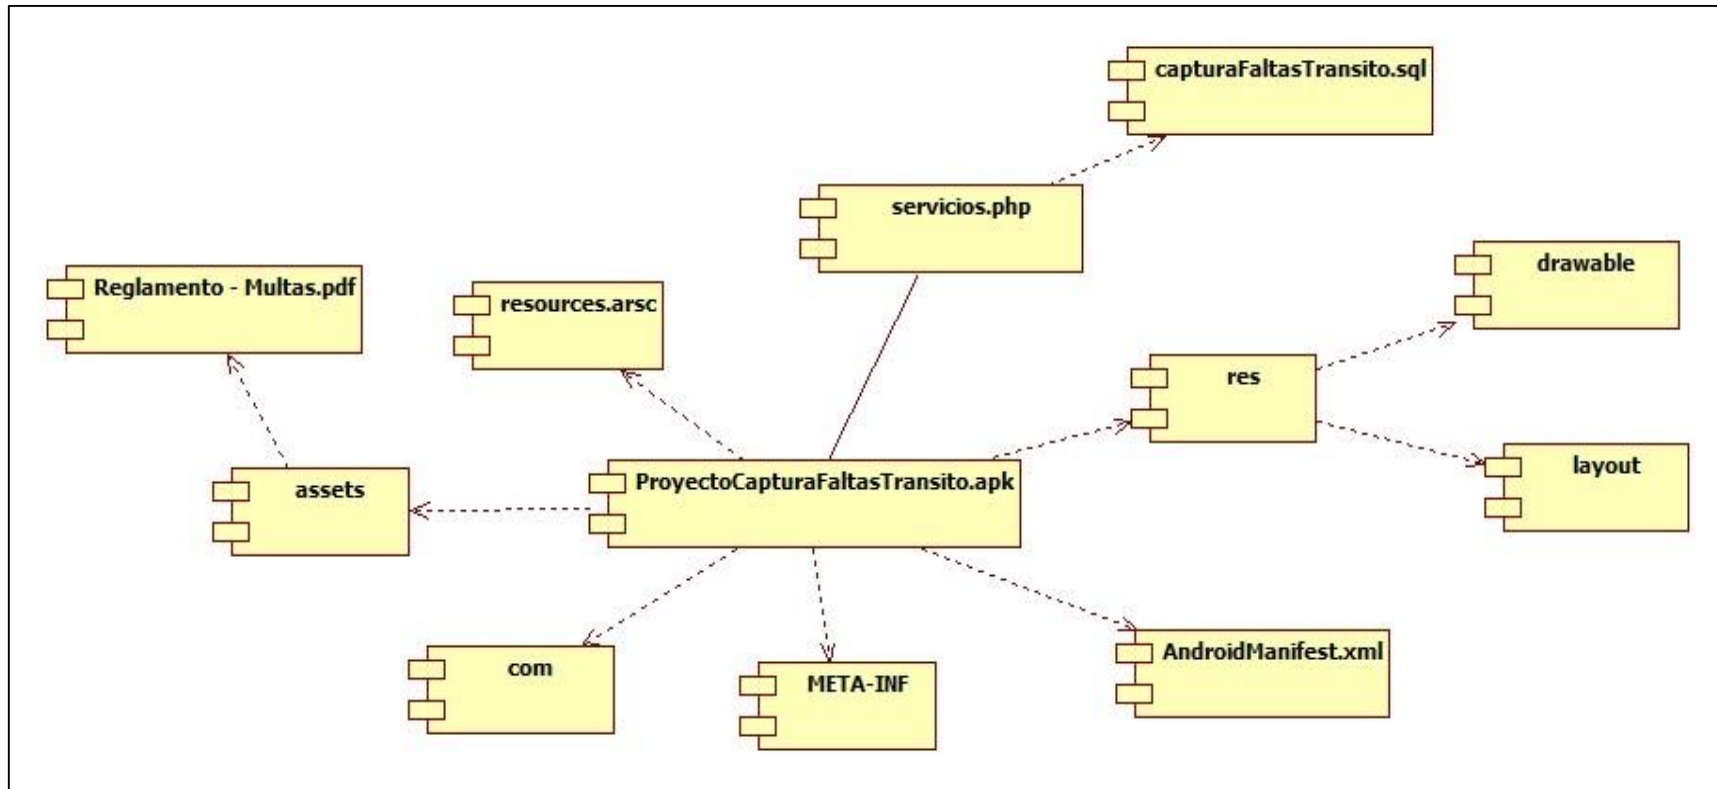 capturaFaltasTransito.sql
servicios.php
drawable
Reglamento - Multas.pdf
resources.arsc
res
layout
assets
ProyectoCapturaFaltasTransito.apk
com
META-INF
AndroidManifest.xml